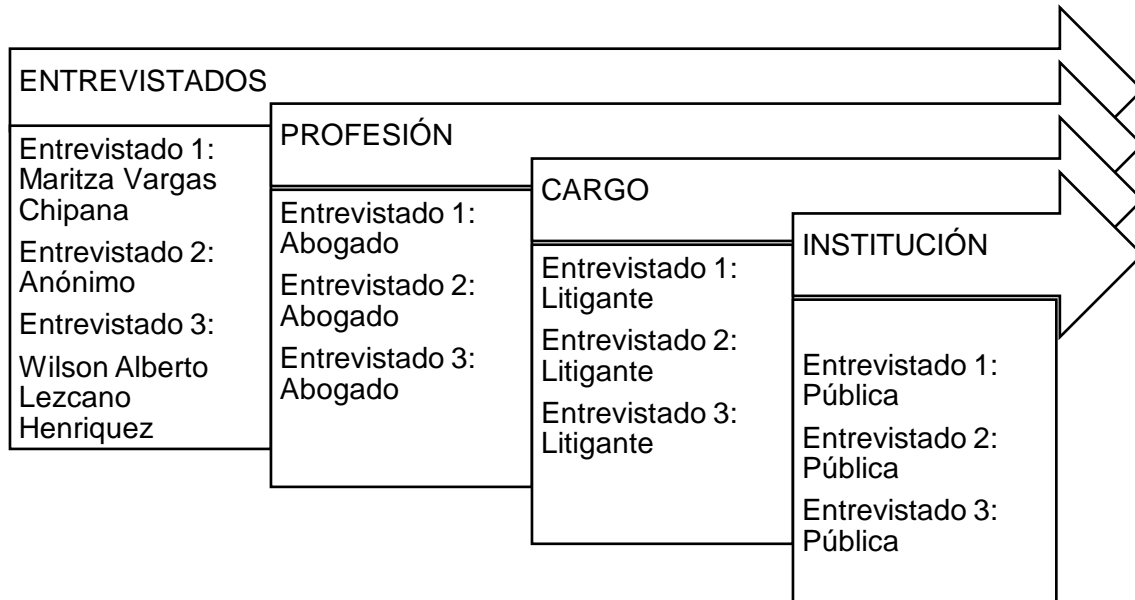 ENTREVISTADOS
Entrevistado 1:
Maritza Vargas
Chipana
Entrevistado 2:
Anónimo
Entrevistado 3:
Wilson Alberto
Lezcano
Henriquez
PROFESIÓN
Entrevistado 1:
Abogado
Entrevistado 2:
Abogado
Entrevistado 3:
Abogado
CARGO
Entrevistado 1:
Litigante
Entrevistado 2:
Litigante
Entrevistado 3:
Litigante
INSTITUCIÓN
Entrevistado 1:
Pública
Entrevistado 2:
Pública
Entrevistado 3:
Pública